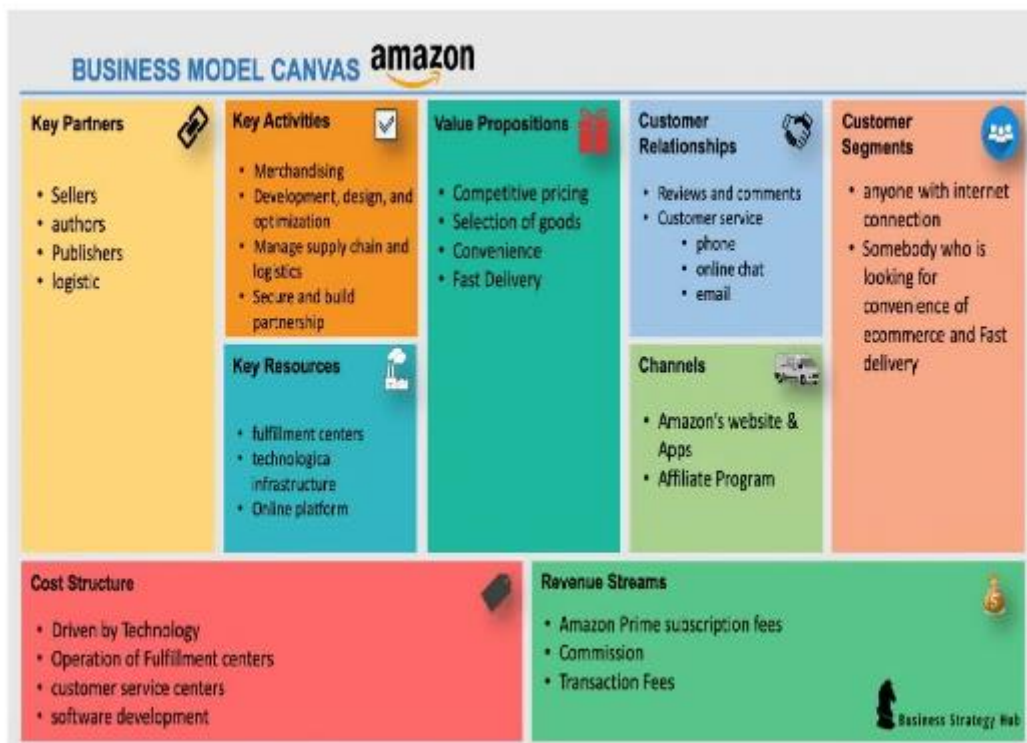 BUSINESS MODEL CANVAS amazon
Key Partners
• Sellers
• authors
• Publishers
• logistic
Key Activities
• Merchandising
• Development, design, and
optimization
• Manage supply chain and
logistics
• Secure and build
partnership
Key Resources
• fulfillment centers
• technologica
infrastructure
• Online platform
Value Propositions
• Competitive pricing
• Selection of goods
• Convenience
• Fast Delivery
Customer
Relationships
• Reviews and comments
• Customer service
• phone
• online chat
• email
Channels
• Amazon's website &
Apps
• Affiliate Program
Customer
Segments
• anyone with internet
connection
• Somebody who is
looking for
convenience of
ecommerce and Fast
delivery
Cost Structure
• Driven by Technology
• Operation of Fulfillment centers
• customer service centers
• software development
Revenue Streams
• Amazon Prime subscription fees
• Commission
• Transaction Fees
$
Business Strategy Hub